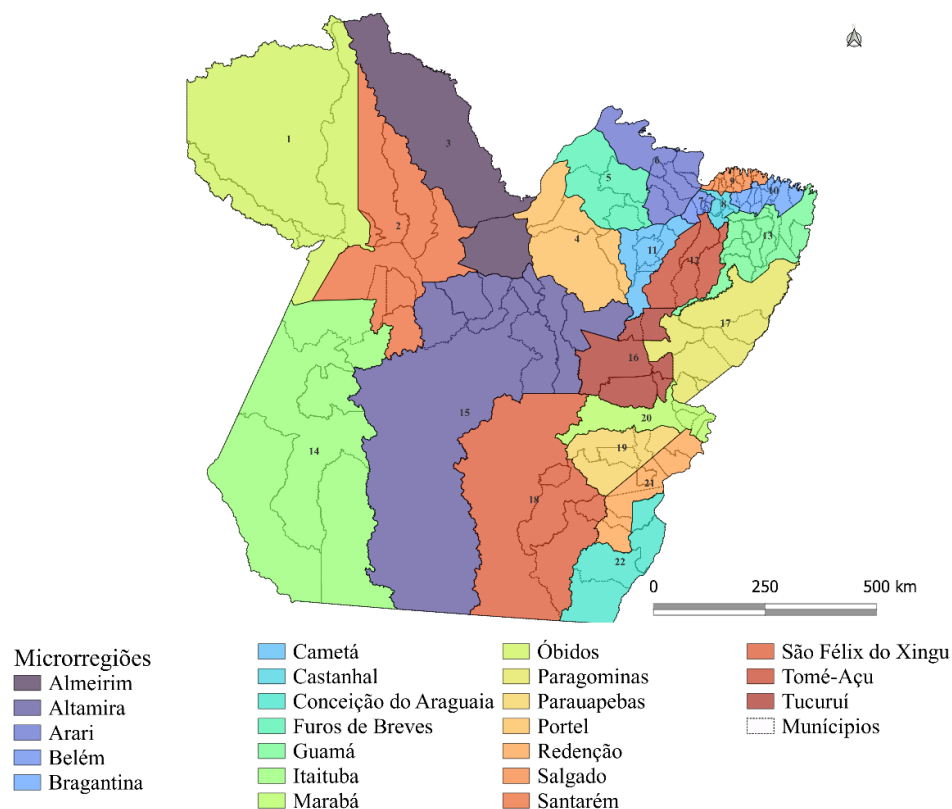 1
3
6
5
9
10
7
8
2
4
11
12
13
17
16
15
20
14
19
18
21
22
0 250 500 km
Microrregiões
Almeirim
Altamira
Arari
Belém
Bragantina
Cametá
Castanhal
Conceição do Araguaia
Furos de Breves
Guamá
Itaituba
Marabá
Óbidos
Paragominas
Parauapebas
Portel
Redenção
Salgado
Santarém
São Félix do Xingu
Tomé-Açu
Tucuruí
Munícipios